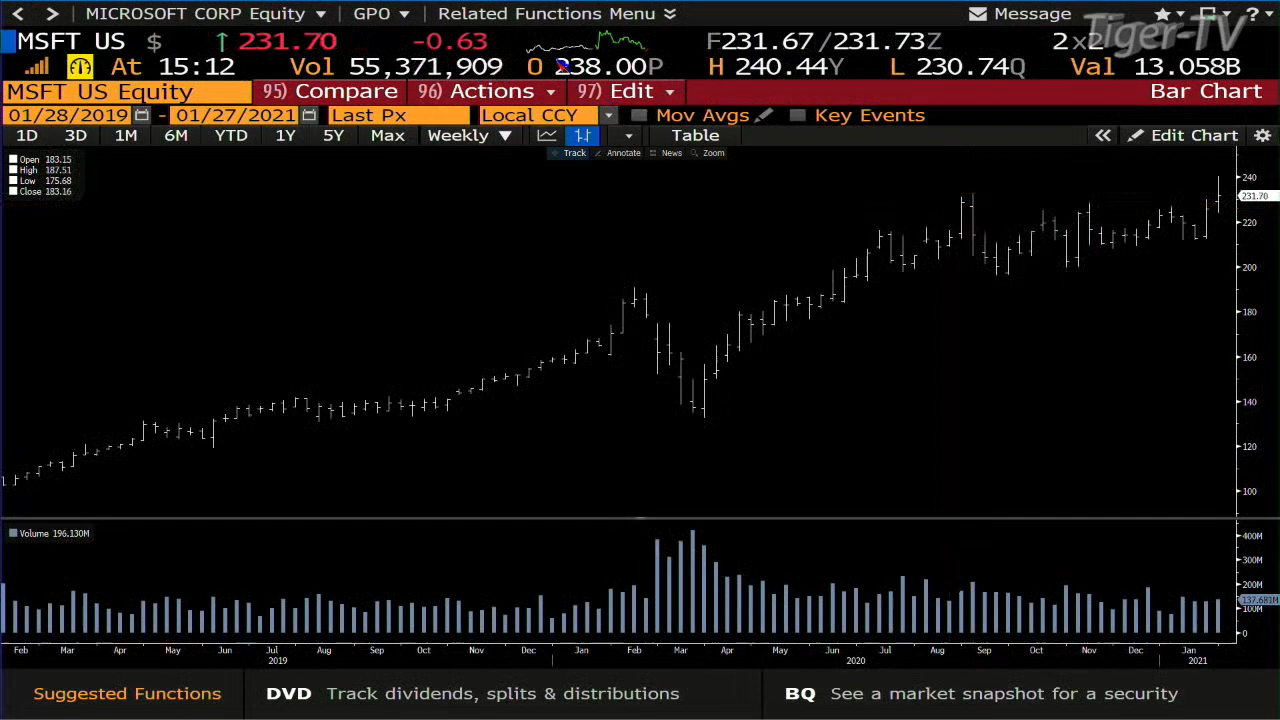 MICROSOFT CORP Equity GPO Related Functions Menu Message ?
Tiger-TV
MSFT US $ ↑ 231.70 -0.63 F231.67/231.73Z 2x2
At 15:12 Vol 55,371,909 O 238.00P H 240.44Y L 230.74Q Val 13.058B
MSFT US Equity 95) Compare 96) Actions 97) Edit Bar Chart
01/28/2019 - 01/27/2021 Last Px Local CCY Mov Avgs Key Events
1D 3D 1M 6M YTD 1Y 5Y Max Weekly ▼ Table Edit Chart
Track Annotate News Zoom
Open 183.15
High 187.51
Low 175.68
Close 183.16
240
231.70
220
200
180
160
140
120
100
Volume 196.130M
400M
300M
200M
137.681M
100M
0
Feb Mar Apr May Jun Jul Aug Sep Oct Nov Dec Jan Feb Mar Apr May Jun Jul Aug Sep Oct Nov Dec Jan
2019 2020 2021
Suggested Functions DVD Track dividends, splits & distributions BQ See a market snapshot for a security